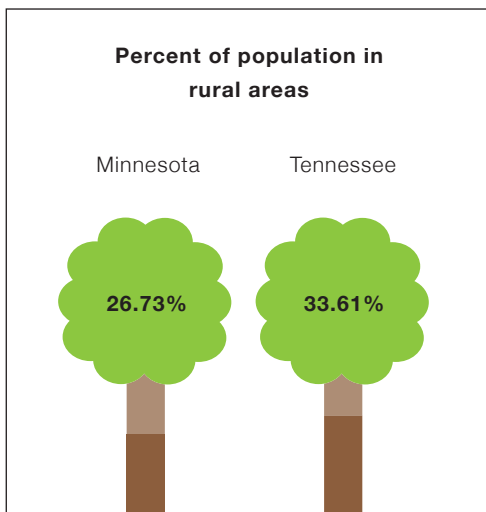 Percent of population in
rural areas
Minnesota Tennessee
26.73% 33.61%